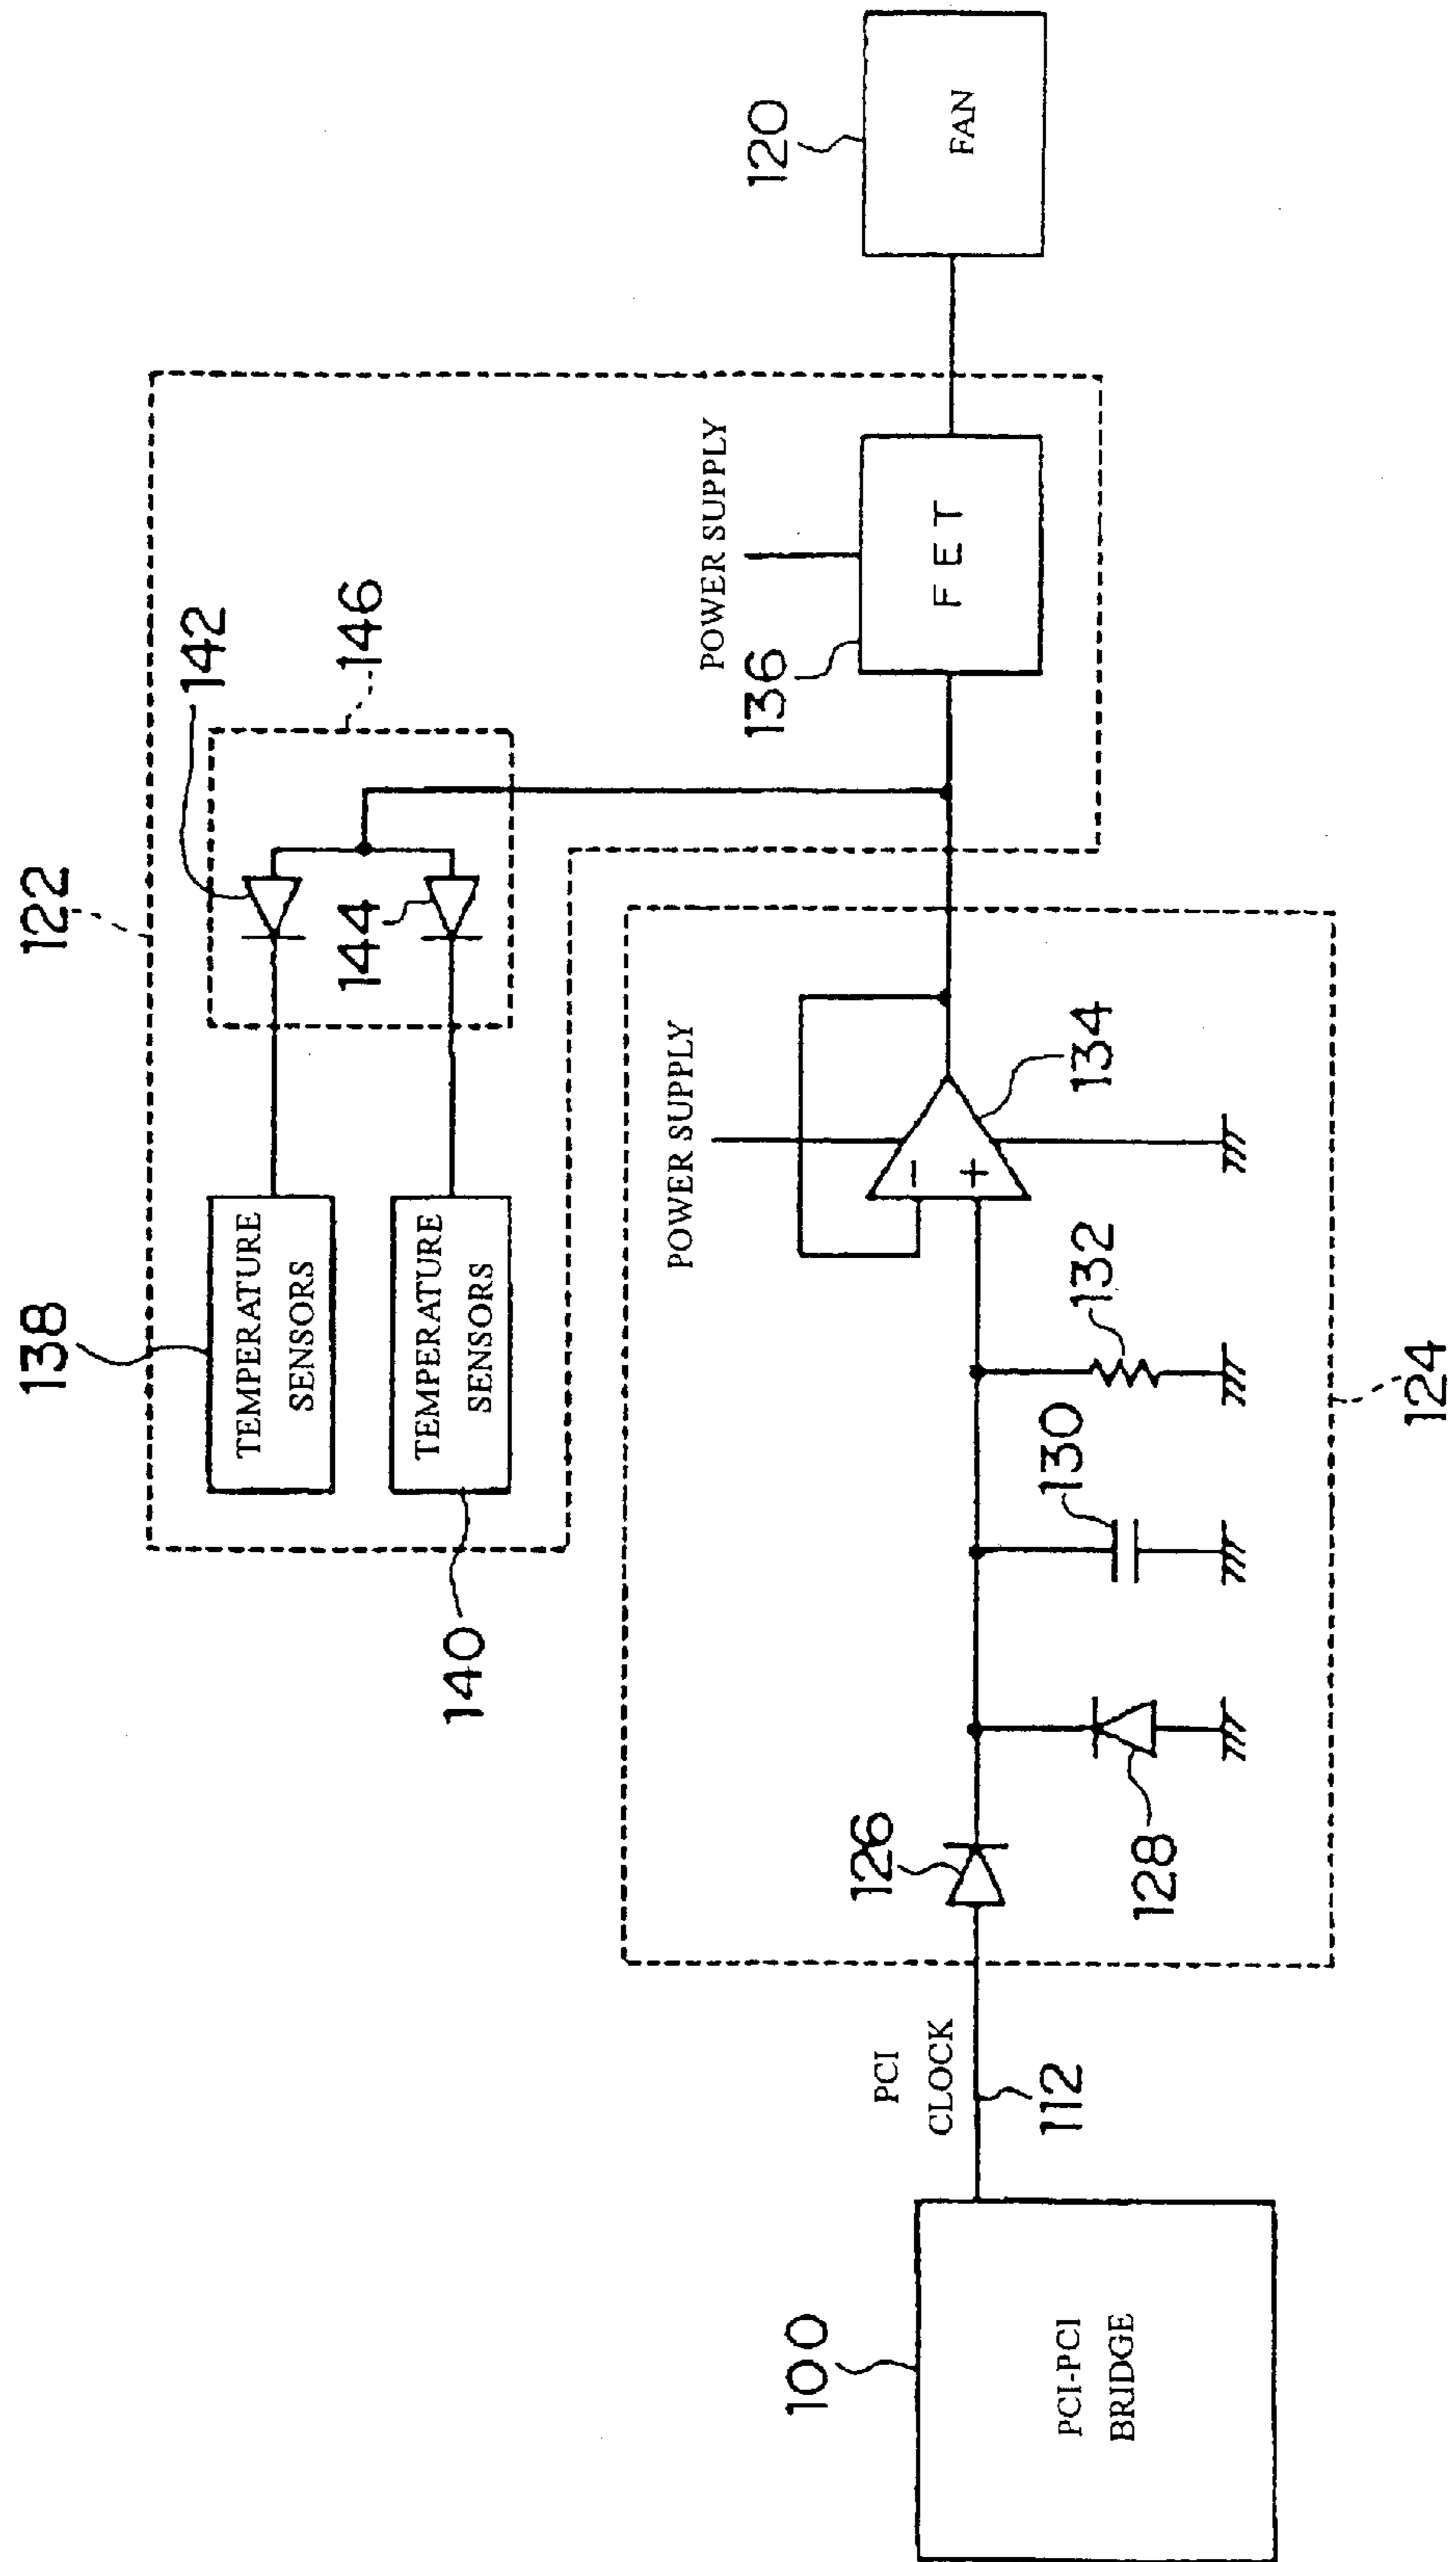 122
138
TEMPERATURE
SENSORS
142
146
144
TEMPERATURE
SENSORS
140
POWER SUPPLY
136
F E T
120
FAN
POWER SUPPLY
−
+
134
132
130
126
128
124
PCI
CLOCK
112
100
PCI-PCI
BRIDGE